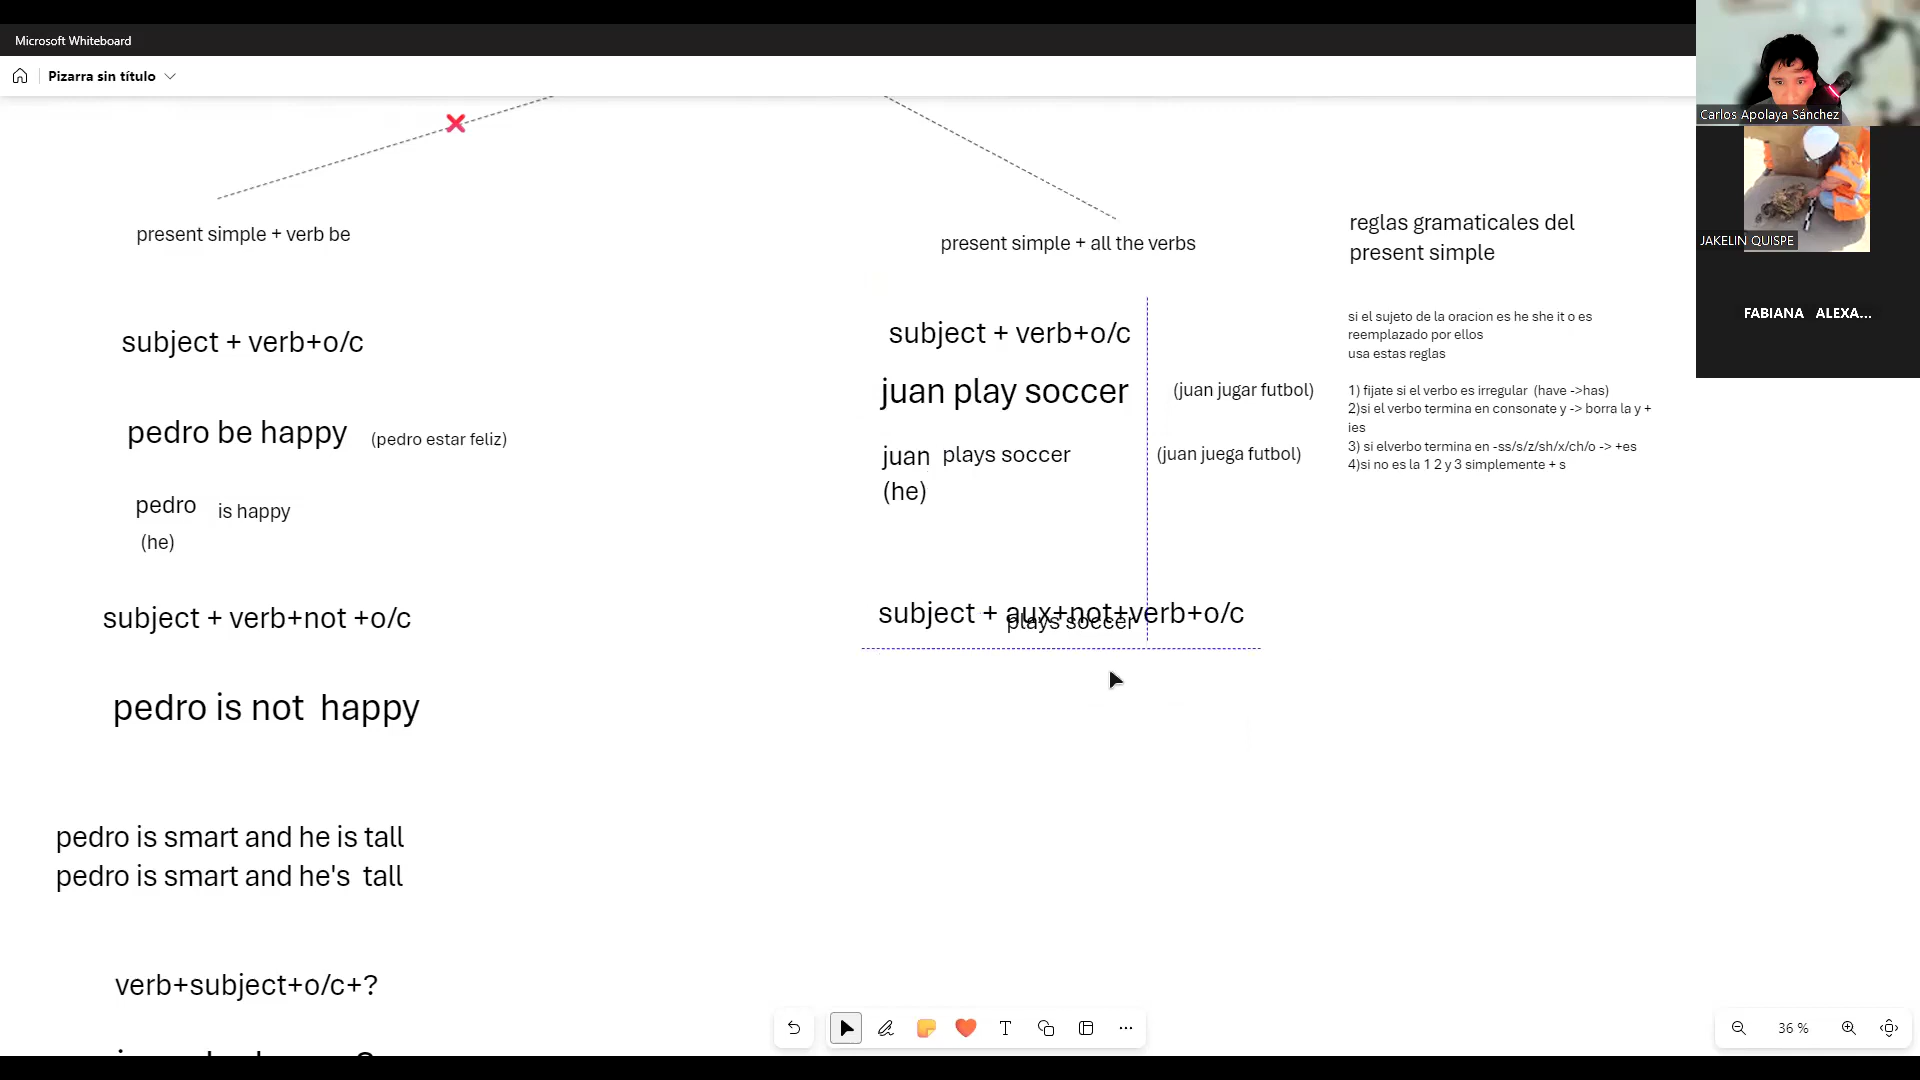 Microsoft Whiteboard
Pizarra sin título
present simple + verb be
subject + verb+o/c
pedro be happy (pedro estar feliz)
pedro is happy
(he)
subject + verb+not +o/c
pedro is not happy
pedro is smart and he is tall
pedro is smart and he's tall
verb+subject+o/c+?
present simple + all the verbs
subject + verb+o/c
juan play soccer (juan jugar futbol)
juan plays soccer (juan juega futbol)
(he)
subject + aux+not+verb+o/c
plays soccer
reglas gramaticales del
present simple
si el sujeto de la oracion es he she it o es
reemplazado por ellos
usa estas reglas
1) fijate si el verbo es irregular (have ->has)
2)si el verbo termina en consonate y -> borra la y +
ies
3) si elverbo termina en -ss/s/z/sh/x/ch/o -> +es
4)si no es la 1 2 y 3 simplemente + s
Carlos Apolaya Sánchez
JAKELIN QUISPE
FABIANA ALEXA...
36 %